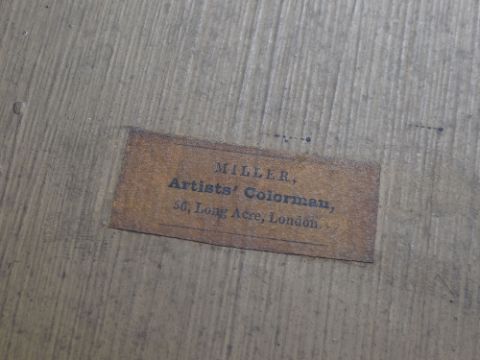 MILLER,
Artists' Colorman,
56, Long Acre, London.